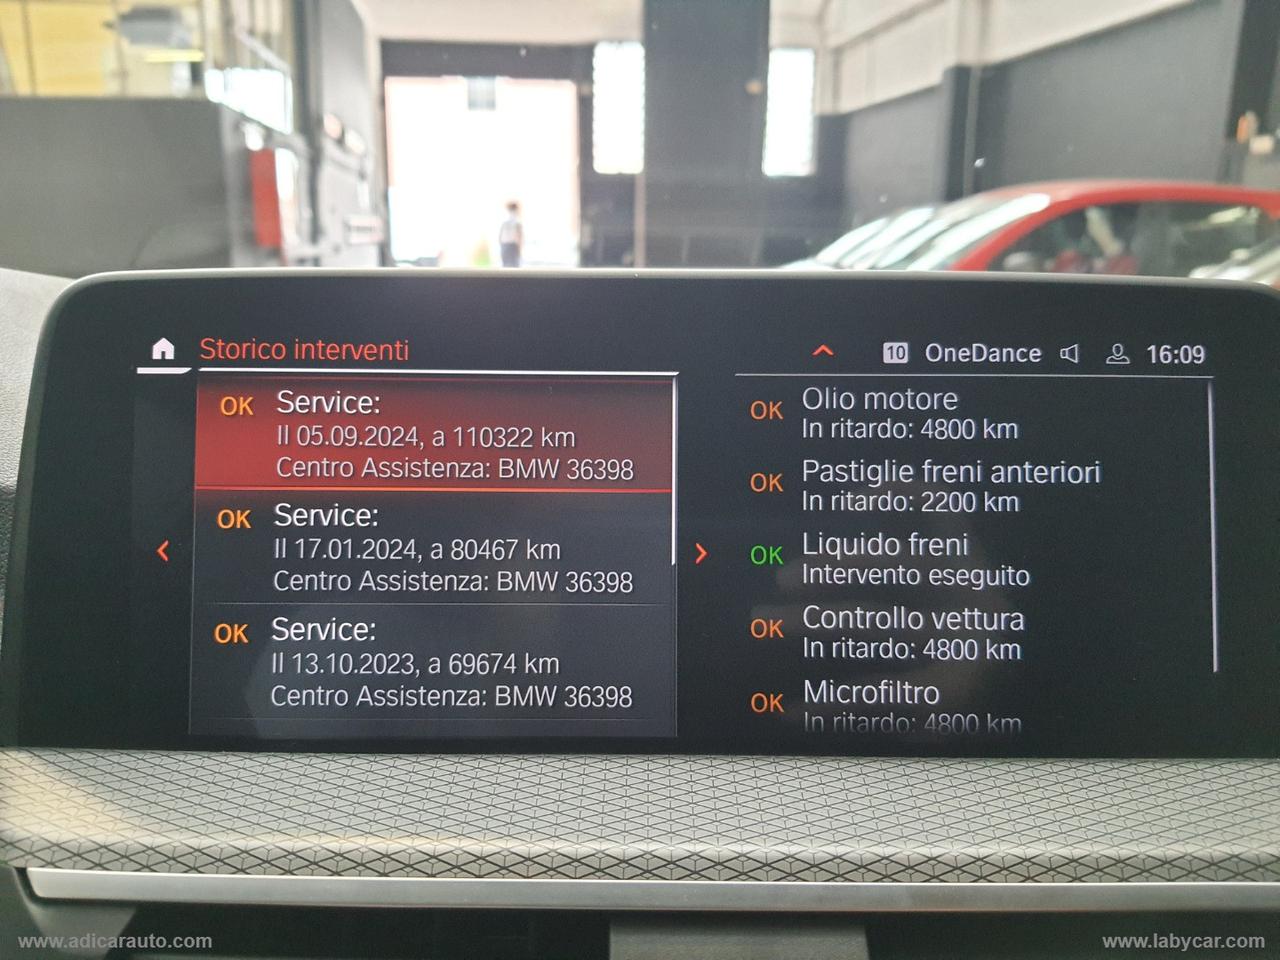 Storico interventi
10 OneDance 16:09
OK Service:
Il 05.09.2024, a 110322 km
Centro Assistenza: BMW 36398
OK Service:
Il 17.01.2024, a 80467 km
Centro Assistenza: BMW 36398
OK Service:
Il 13.10.2023, a 69674 km
Centro Assistenza: BMW 36398
OK Olio motore
In ritardo: 4800 km
OK Pastiglie freni anteriori
In ritardo: 2200 km
OK Liquido freni
Intervento eseguito
OK Controllo vettura
In ritardo: 4800 km
OK Microfiltro
In ritardo: 4800 km
www.adicarauto.com
www.labycar.com